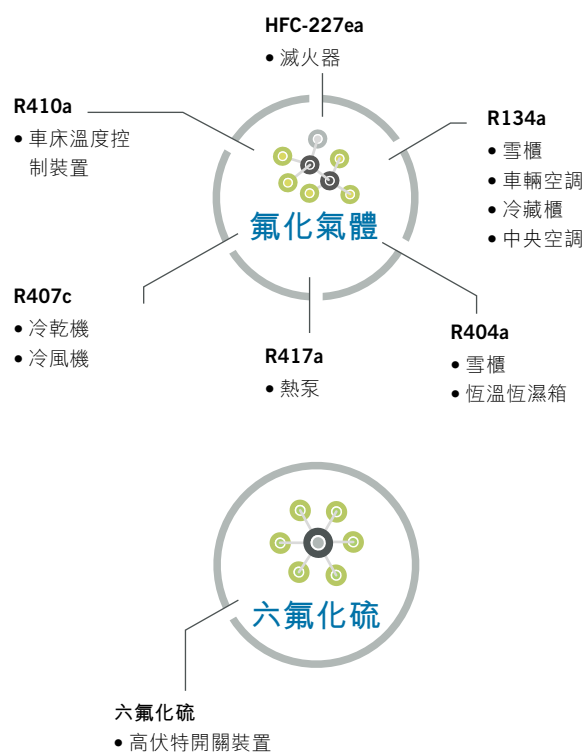 HFC-227ea
• 滅火器
R410a
• 車床溫度控
制裝置
R134a
• 雪櫃
• 車輛空調
• 冷藏櫃
• 中央空調
氟化氣體
R407c
• 冷乾機
• 冷風機
R417a
• 熱泵
R404a
• 雪櫃
• 恆溫恆濕箱
六氟化硫
六氟化硫
• 高伏特開關裝置